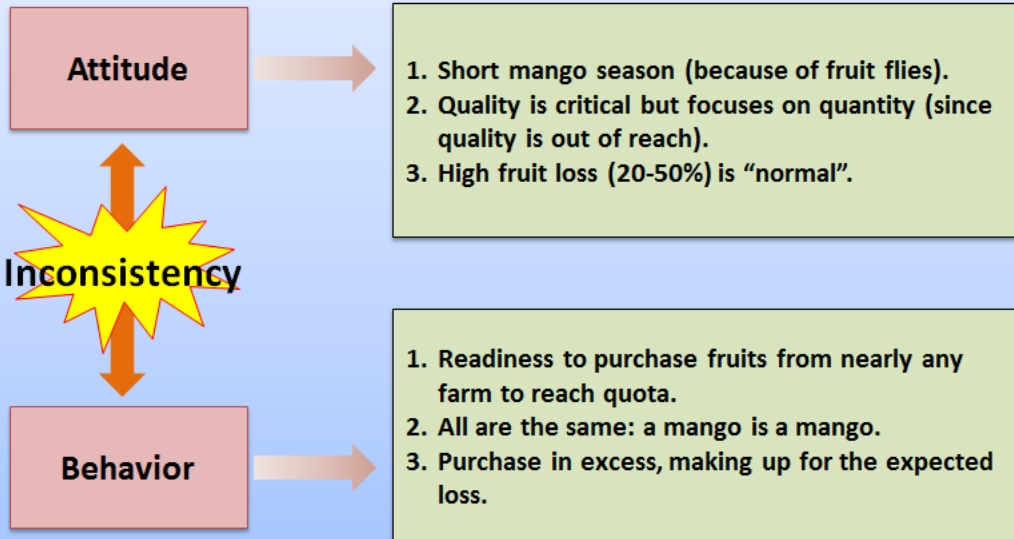 Attitude
1. Short mango season (because of fruit flies).
2. Quality is critical but focuses on quantity (since
quality is out of reach).
3. High fruit loss (20-50%) is “normal”.
Inconsistency
Behavior
1. Readiness to purchase fruits from nearly any
farm to reach quota.
2. All are the same: a mango is a mango.
3. Purchase in excess, making up for the expected
loss.